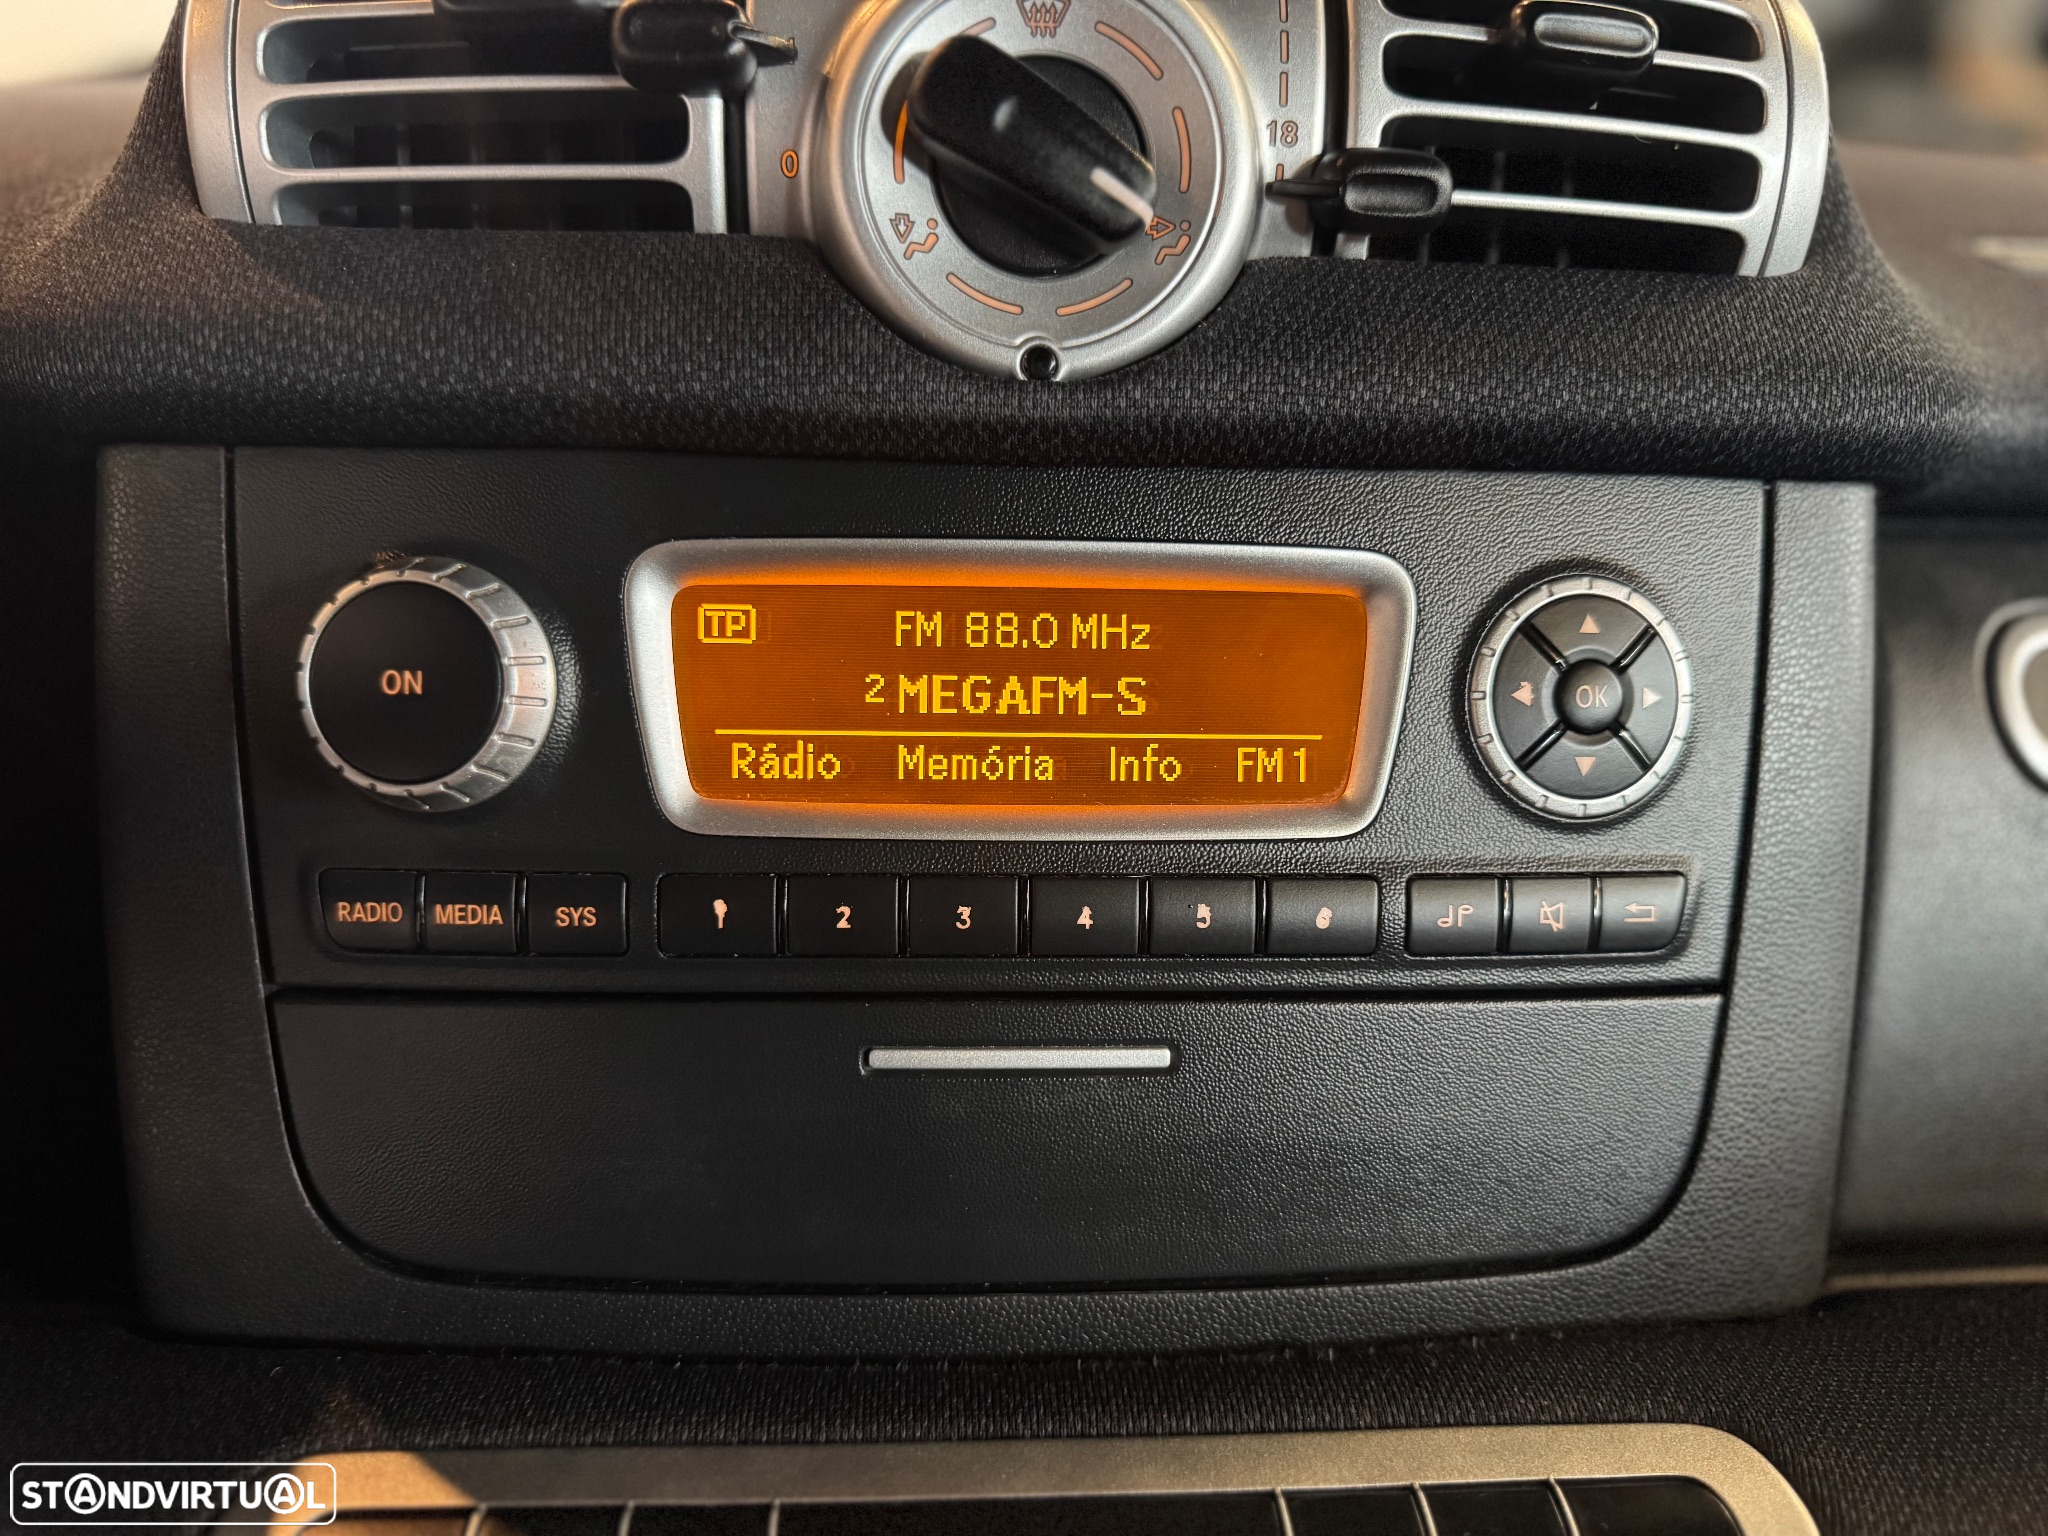 0
18
TP
FM 88.0 MHz
2 MEGAFM-S
Rádio Memória Info FM1
ON
OK
RADIO MEDIA SYS 1 2 3 4 5 6
STANDVIRTUAL